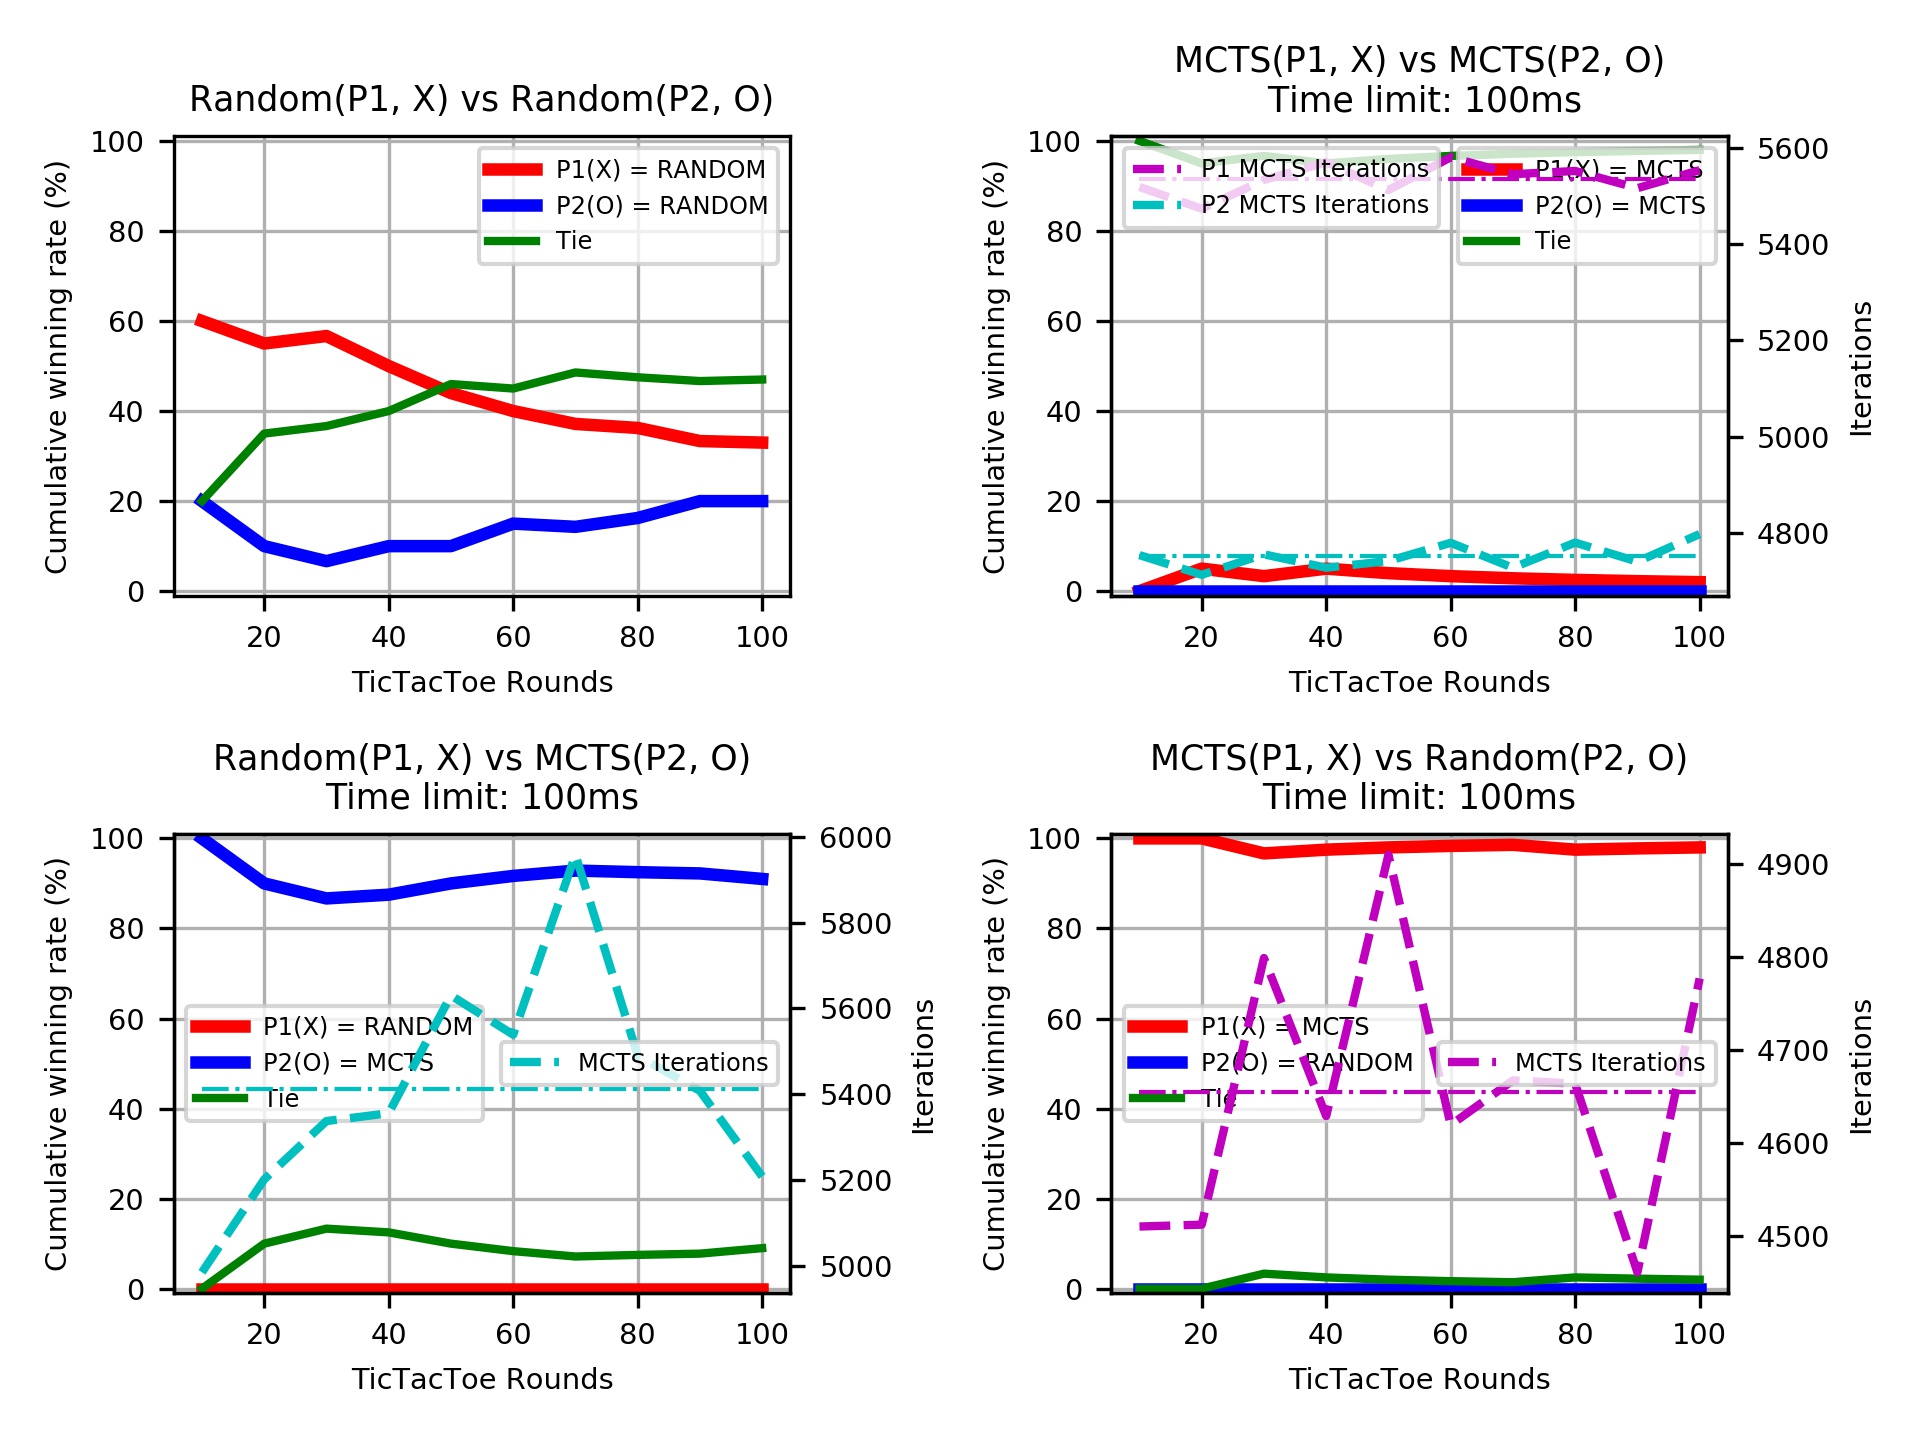 Random(P1, X) vs Random(P2, O)
Cumulative winning rate (%)
100
80
60
40
20
0
P1(X) = RANDOM
P2(O) = RANDOM
Tie
20 40 60 80 100
TicTacToe Rounds
MCTS(P1, X) vs MCTS(P2, O)
Time limit: 100ms
Cumulative winning rate (%)
100
80
60
40
20
0
P1 MCTS Iterations
P2 MCTS Iterations
P1(X) = MCTS
P2(O) = MCTS
Tie
5600
5400
5200
5000
4800
Iterations
20 40 60 80 100
TicTacToe Rounds
Random(P1, X) vs MCTS(P2, O)
Time limit: 100ms
Cumulative winning rate (%)
100
80
60
40
20
0
P1(X) = RANDOM
P2(O) = MCTS
Tie
MCTS Iterations
6000
5800
5600
5400
5200
5000
Iterations
20 40 60 80 100
TicTacToe Rounds
MCTS(P1, X) vs Random(P2, O)
Time limit: 100ms
Cumulative winning rate (%)
100
80
60
40
20
0
P1(X) = MCTS
P2(O) = RANDOM
Tie
MCTS Iterations
4900
4800
4700
4600
4500
Iterations
20 40 60 80 100
TicTacToe Rounds